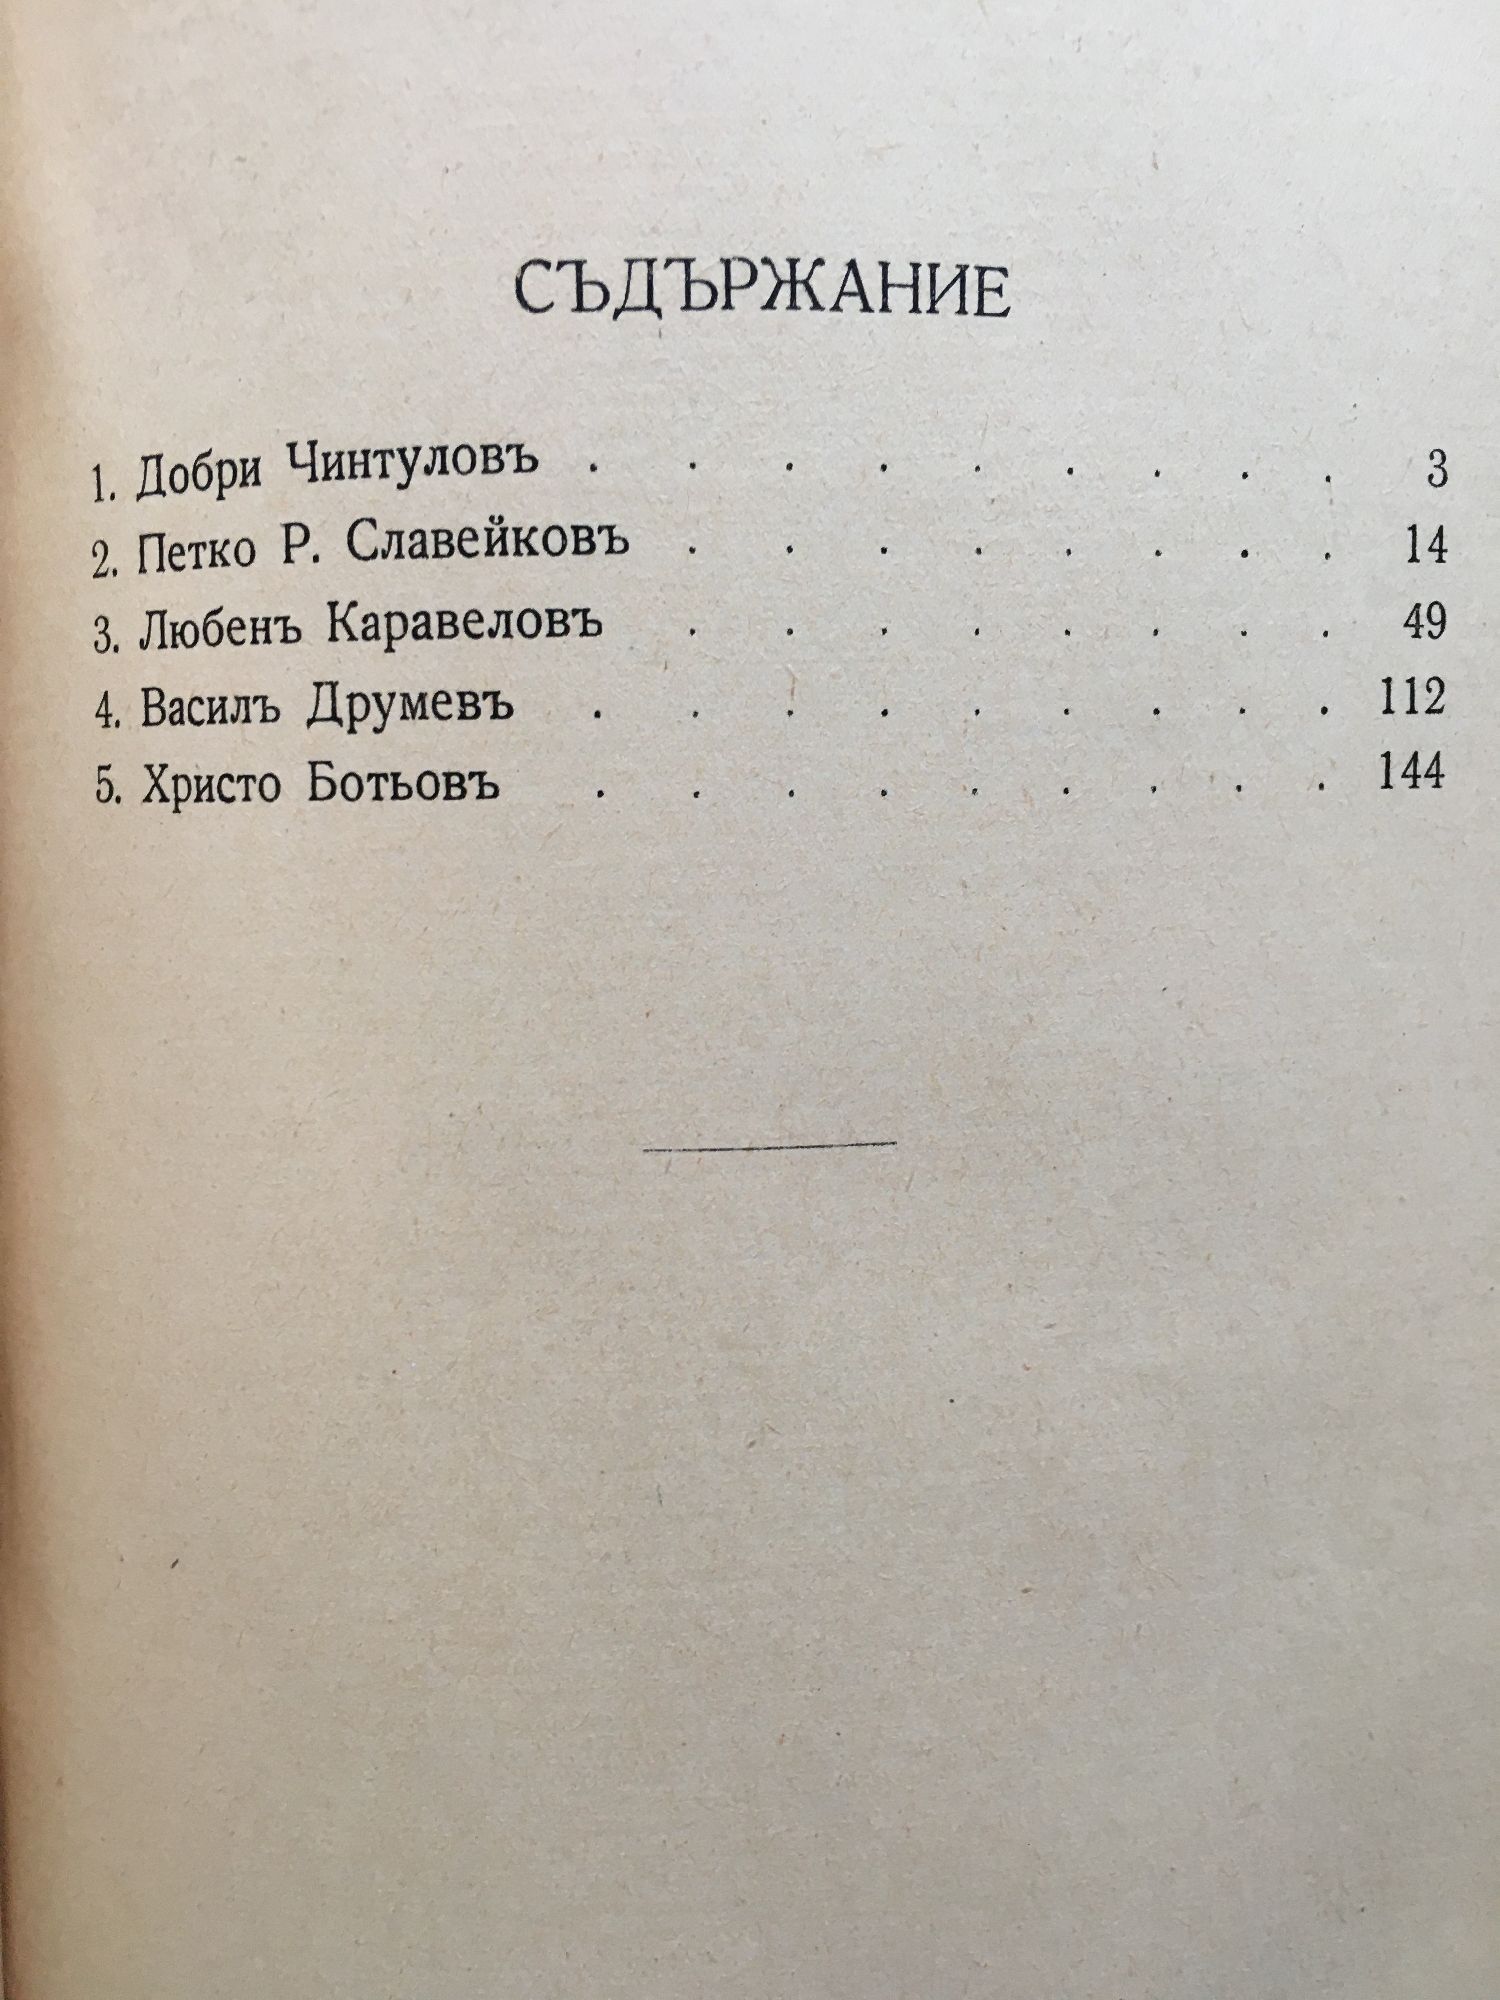 СЪДЪРЖАНИЕ
1. Добри Чинтуловъ . . . . . . . . . 3
2. Петко Р. Славейковъ . . . . . . . . 14
3. Любенъ Каравеловъ . . . . . . . . 49
4. Василъ Друмевъ . . . . . . . . . 112
5. Христо Ботьовъ . . . . . . . . . 144